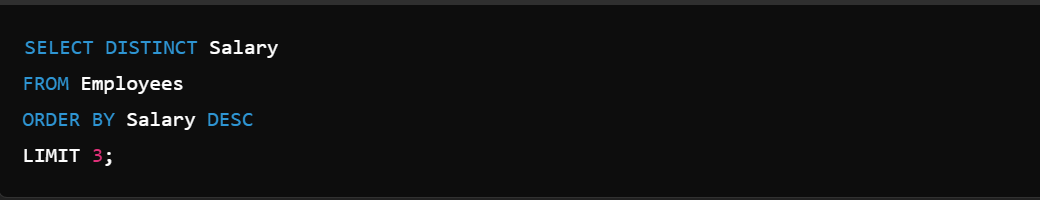 SELECT DISTINCT Salary
FROM Employees
ORDER BY Salary DESC
LIMIT 3;